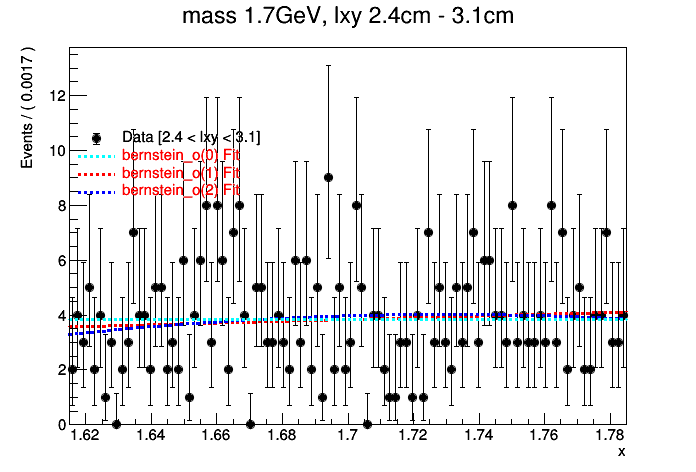 mass 1.7GeV, lxy 2.4cm - 3.1cm
Events / ( 0.0017 )
12
10
8
6
4
2
0
Data [2.4 < lxy < 3.1]
bernstein_o(0) Fit
bernstein_o(1) Fit
bernstein_o(2) Fit
1.62 1.64 1.66 1.68 1.7 1.72 1.74 1.76 1.78
x